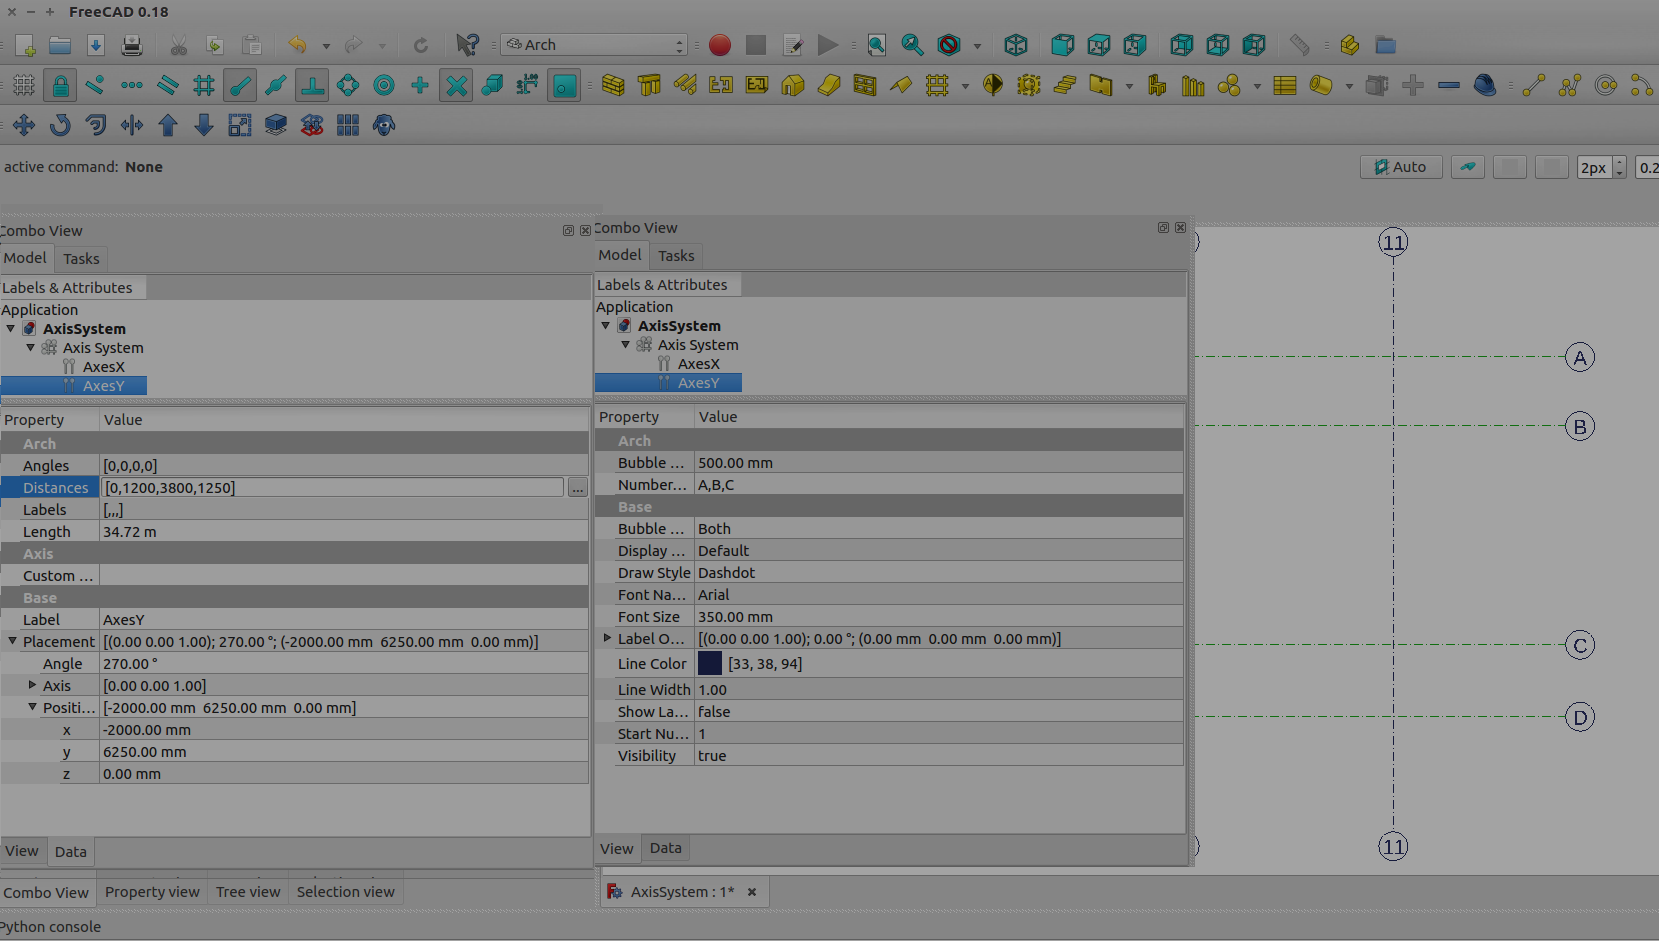 FreeCAD 0.18
Arch
1.00
active command: None
Auto
2px
0.2
Combo View
Model Tasks
Labels & Attributes
Application
AxisSystem
Axis System
AxesX
AxesY
Property Value
Arch
Angles [0,0,0,0]
Distances [0,1200,3800,1250] ...
Labels [,,,]
Length 34.72 m
Axis
Custom ...
Base
Label AxesY
Placement [(0.00 0.00 1.00); 270.00 °; (-2000.00 mm 6250.00 mm 0.00 mm)]
Angle 270.00 °
Axis [0.00 0.00 1.00]
Positi... [-2000.00 mm 6250.00 mm 0.00 mm]
x -2000.00 mm
y 6250.00 mm
z 0.00 mm
View Data
Combo View Property view Tree view Selection view
Python console
Combo View
Model Tasks
Labels & Attributes
Application
AxisSystem
Axis System
AxesX
AxesY
Property Value
Arch
Bubble ... 500.00 mm
Number... A,B,C
Base
Bubble ... Both
Display ... Default
Draw Style Dashdot
Font Na... Arial
Font Size 350.00 mm
Label O... [(0.00 0.00 1.00); 0.00 °; (0.00 mm 0.00 mm 0.00 mm)]
Line Color [33, 38, 94]
Line Width 1.00
Show La... false
Start Nu... 1
Visibility true
View Data
AxisSystem : 1*
11
A
B
C
D
11